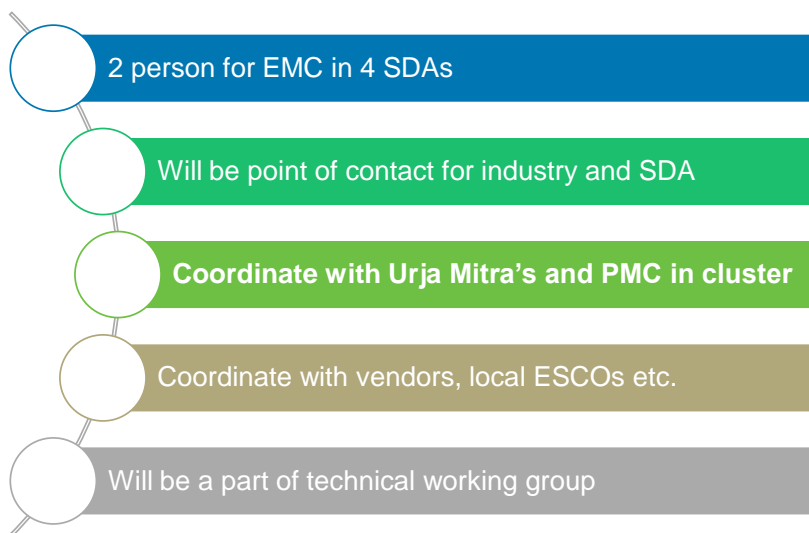 2 person for EMC in 4 SDAs
Will be point of contact for industry and SDA
Coordinate with Urja Mitra’s and PMC in cluster
Coordinate with vendors, local ESCOs etc.
Will be a part of technical working group